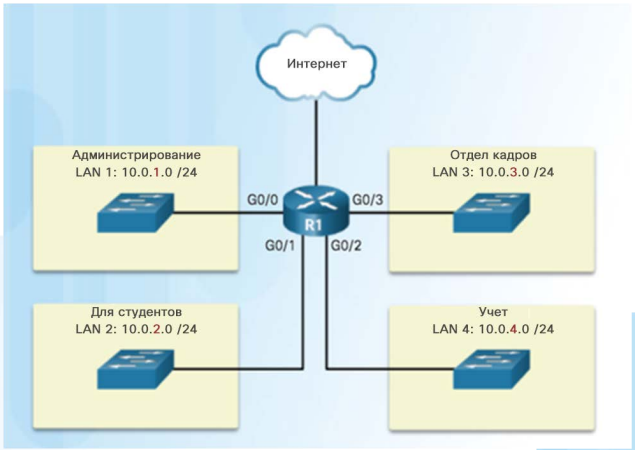 Интернет
Администрирование
LAN 1: 10.0.1.0 /24
Отдел кадров
LAN 3: 10.0.3.0 /24
G0/0
G0/3
R1
G0/1
G0/2
Для студентов
LAN 2: 10.0.2.0 /24
Учет
LAN 4: 10.0.4.0 /24